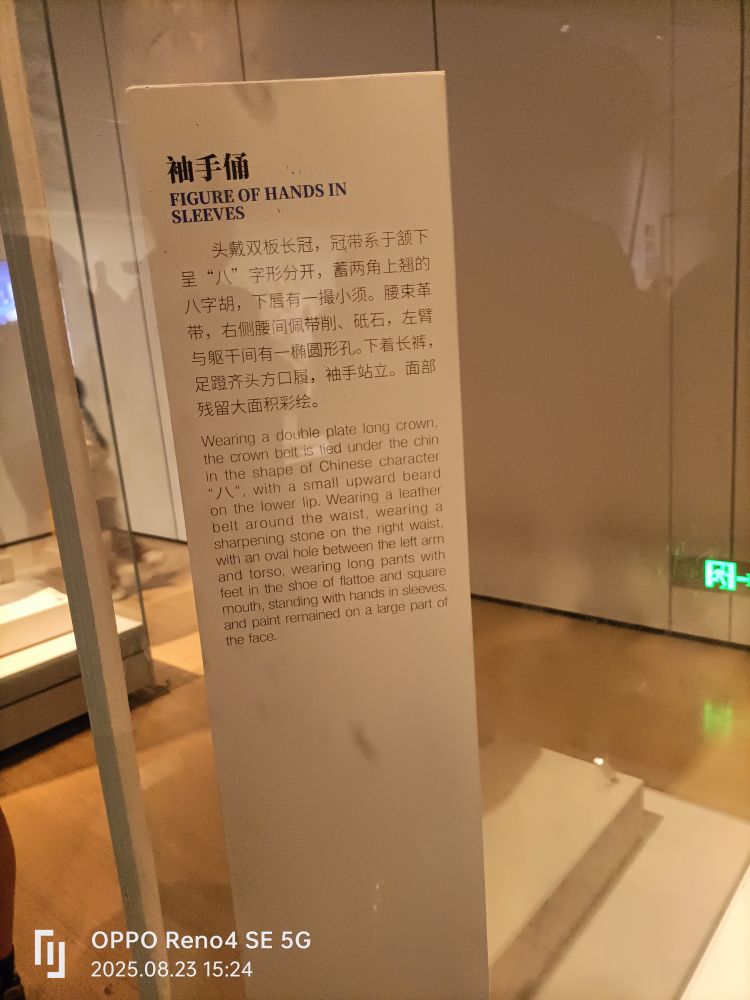 袖手俑
FIGURE OF HANDS IN
SLEEVES
头戴双板长冠，冠带系于颔下
呈“八”字形分开，蓄两角上翘的
八字胡，下唇有一撮小须。腰束革
带，右侧腰间佩带削、砥石，左臂
与躯干间有一椭圆形孔。下着长裤，
足蹬齐头方口履，袖手站立。面部
残留大面积彩绘。
Wearing a double plate long crown,
the crown belt is tied under the chin
in the shape of Chinese character
“八”, with a small upward beard
on the lower lip. Wearing a leather
belt around the waist, wearing a
sharpening stone on the right waist,
with an oval hole between the left arm
and torso, wearing long pants with
feet in the shoe of flattoe and square
mouth, standing with hands in sleeves,
and paint remained on a large part of
the face.
OPPO Reno4 SE 5G
2025.08.23 15:24